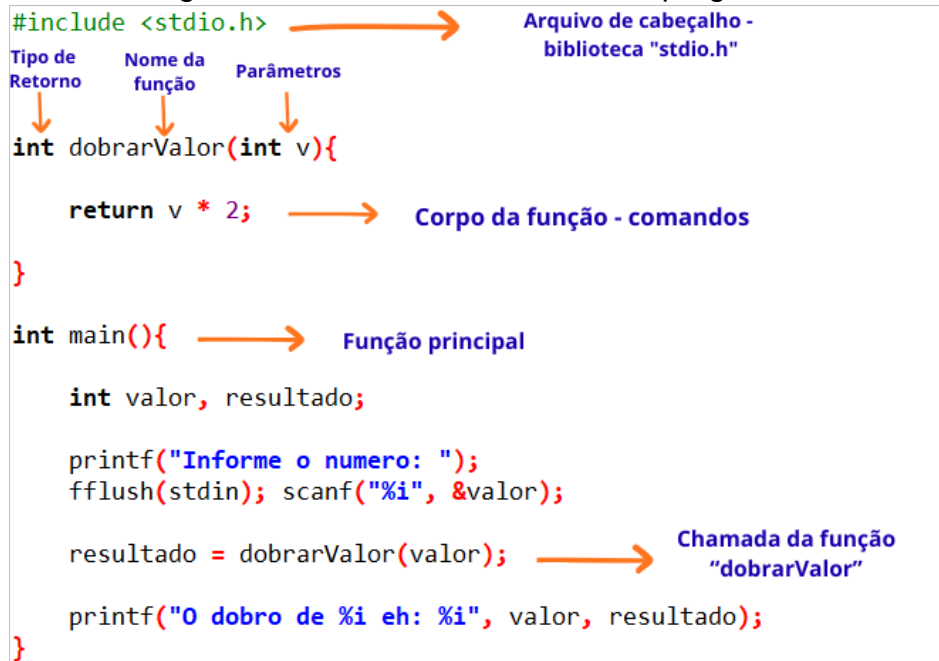 #include <stdio.h>
Arquivo de cabeçalho -
biblioteca "stdio.h"
Tipo de
Retorno
Nome da
função
Parâmetros
int dobrarValor(int v){
return v * 2;
Corpo da função - comandos
}
int main(){
Função principal
int valor, resultado;
printf("Informe o numero: ");
fflush(stdin); scanf("%i", &valor);
resultado = dobrarValor(valor);
Chamada da função
“dobrarValor”
printf("O dobro de %i eh: %i", valor, resultado);
}